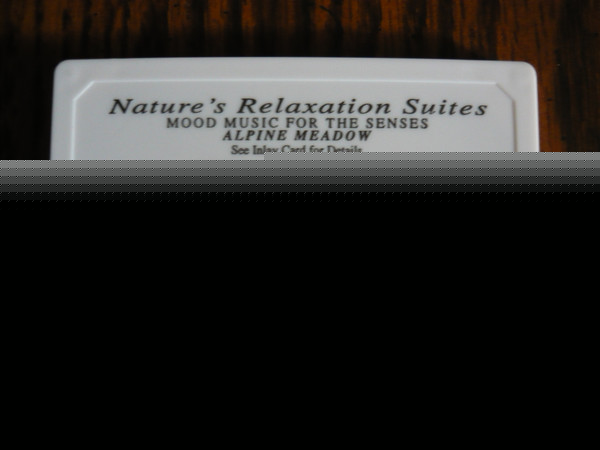 Nature's Relaxation Suites
MOOD MUSIC FOR THE SENSES
ALPINE MEADOW
See Inlay Card for Details